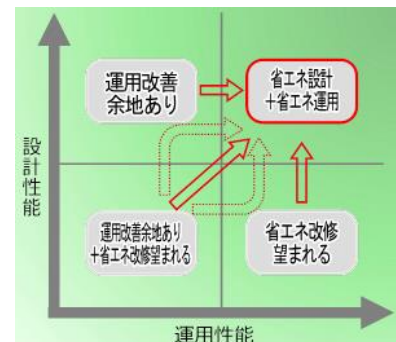 運用改善
余地あり
省エネ設計
+省エネ運用
設計性能
運用改善余地あり
+省エネ改修望まれる
省エネ改修
望まれる
運用性能